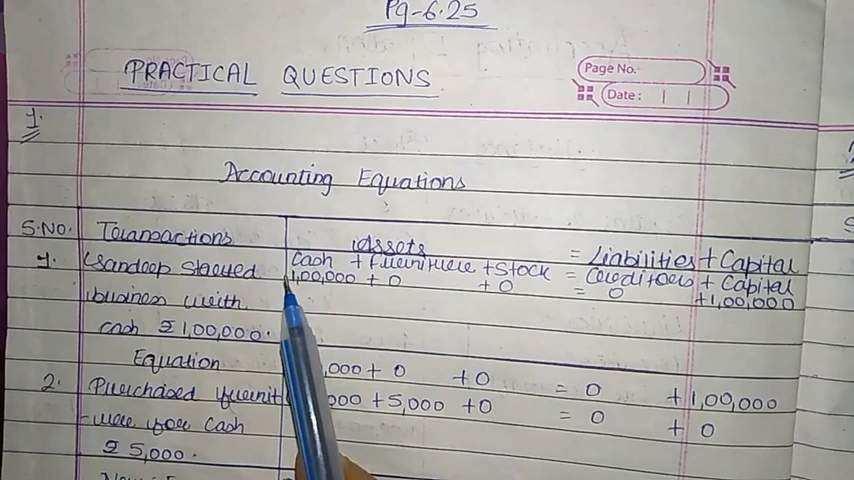 Pg-6.25
PRACTICAL QUESTIONS
Page No.
Date:
1.
Accounting Equations
S.NO. Transactions Assets = Liabilities + Capital
Cash + Furniture + Stock = Creditors + Capital
1. Sandeep started 1,00,000 + 0 + 0 = 0 + 1,00,000
business with
cash ₹ 1,00,000.
Equation ,000 + 0 + 0 = 0 + 1,00,000
2. Purchased furnit ,000 + 5,000 + 0 = 0 + 0
-ure for cash
₹ 5,000.